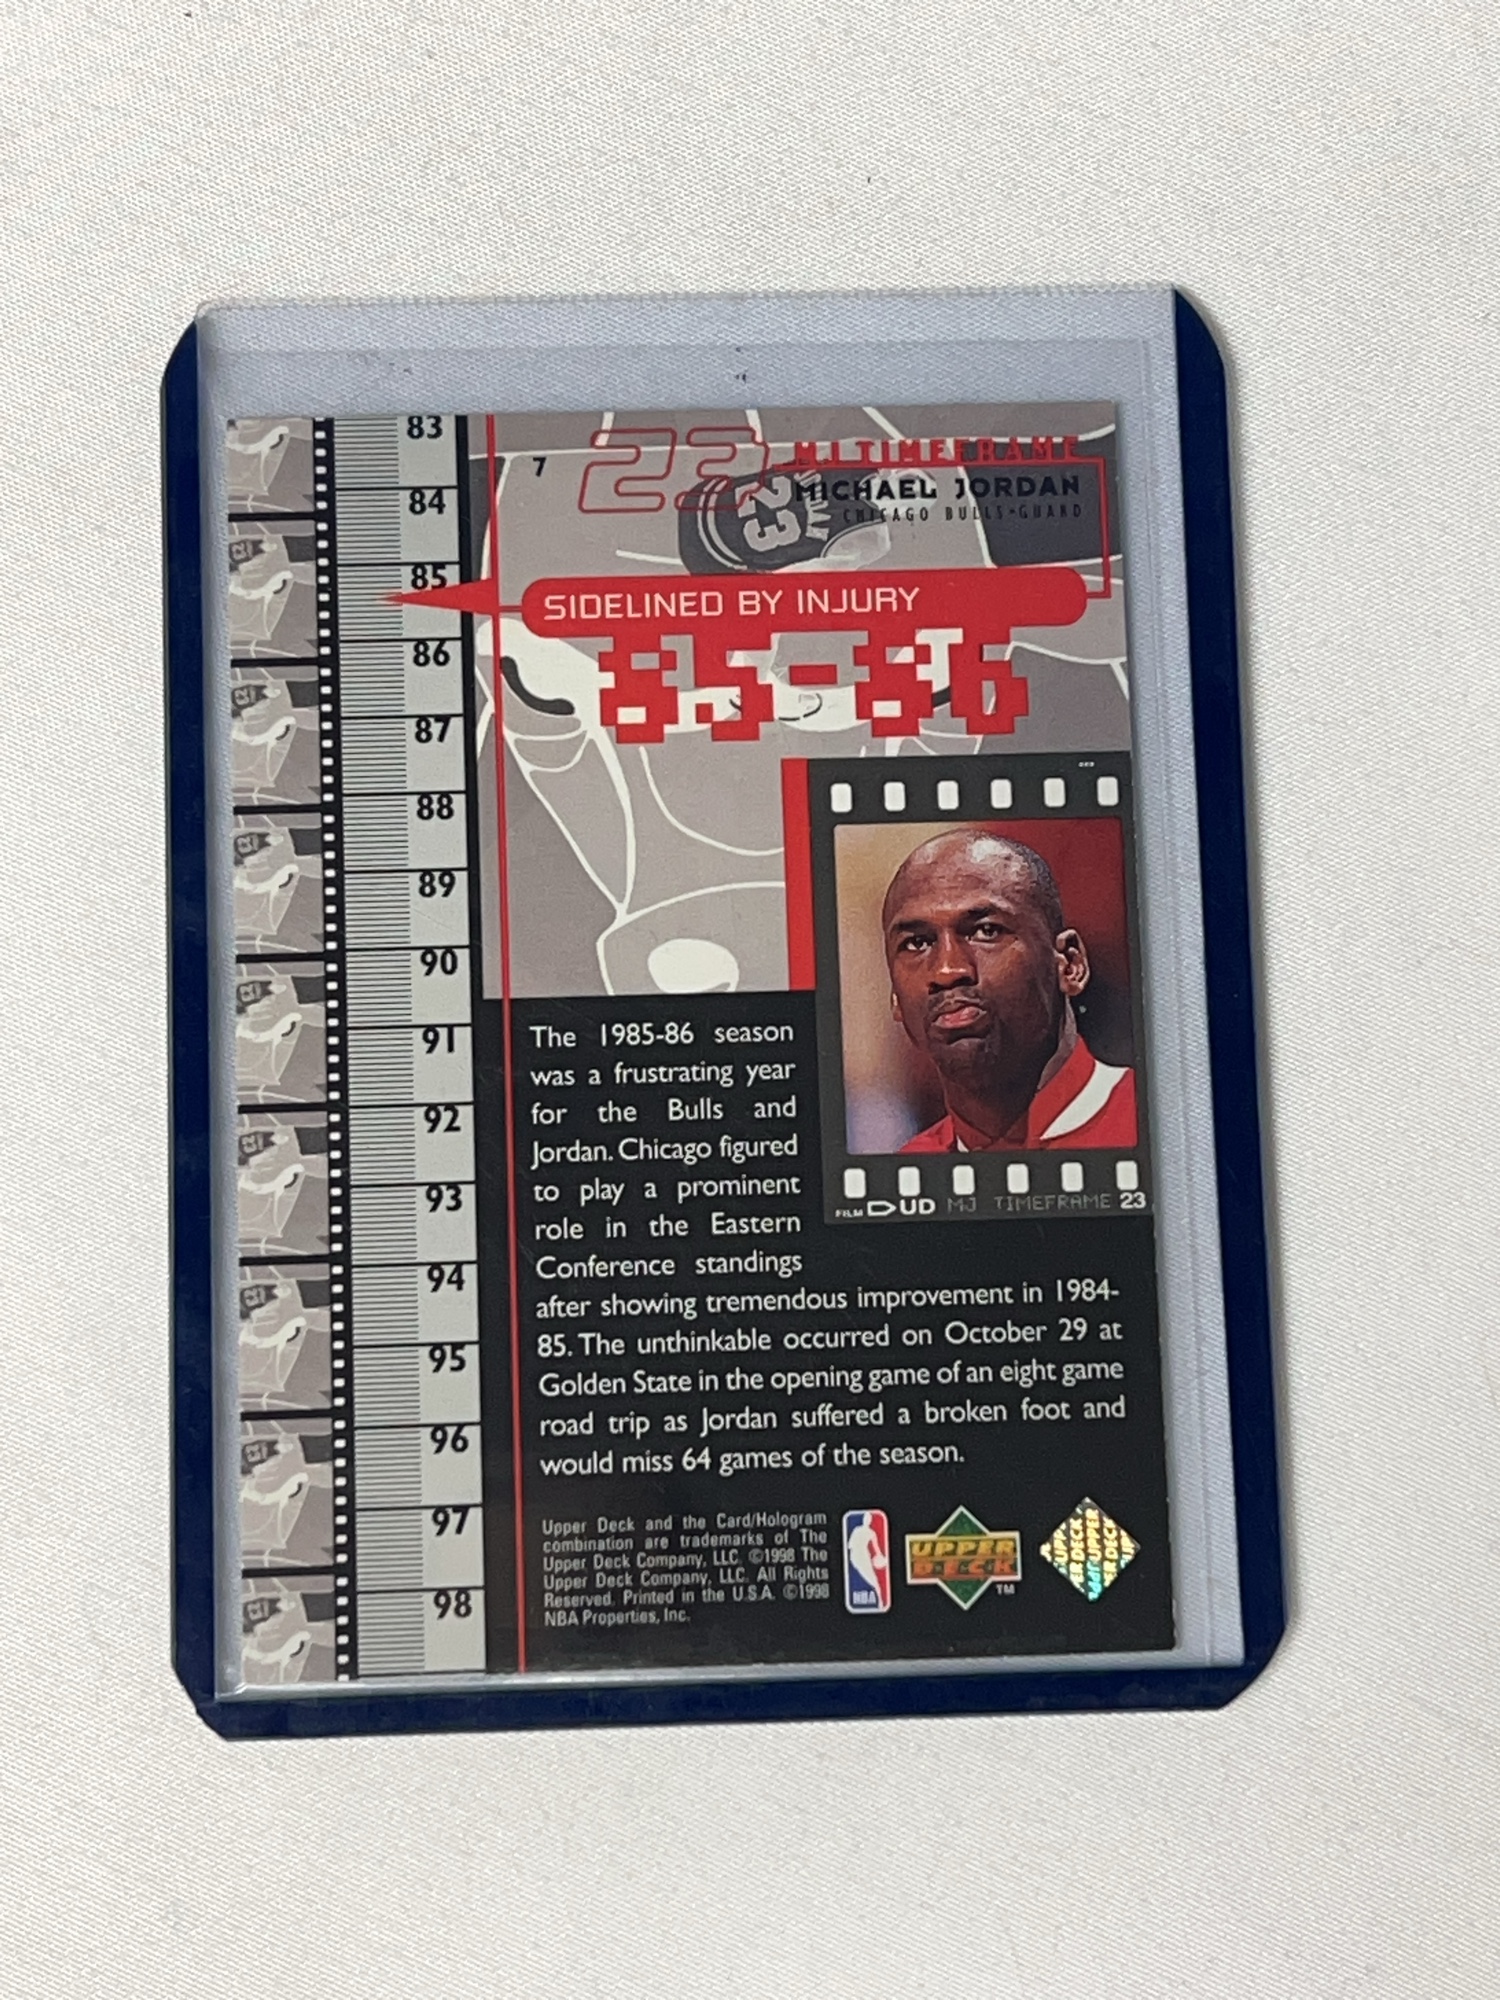 83
84
85
86
87
88
89
90
91
92
93
94
95
96
97
98
7
23
MJ TIMEFRAME
MICHAEL JORDAN
CHICAGO BULLS•GUARD
23
SIDELINED BY INJURY
85-86
The 1985-86 season
was a frustrating year
for the Bulls and
Jordan. Chicago figured
to play a prominent
role in the Eastern
Conference standings
after showing tremendous improvement in 1984-
85. The unthinkable occurred on October 29 at
Golden State in the opening game of an eight game
road trip as Jordan suffered a broken foot and
would miss 64 games of the season.
FILM UD MJ TIMEFRAME 23
Upper Deck and the Card/Hologram
combination are trademarks of The
Upper Deck Company, LLC. ©1998 The
Upper Deck Company, LLC. All Rights
Reserved. Printed in the U.S.A. ©1998
NBA Properties, Inc.
NBA
UPPER
DECK
TM
UPPER DECK